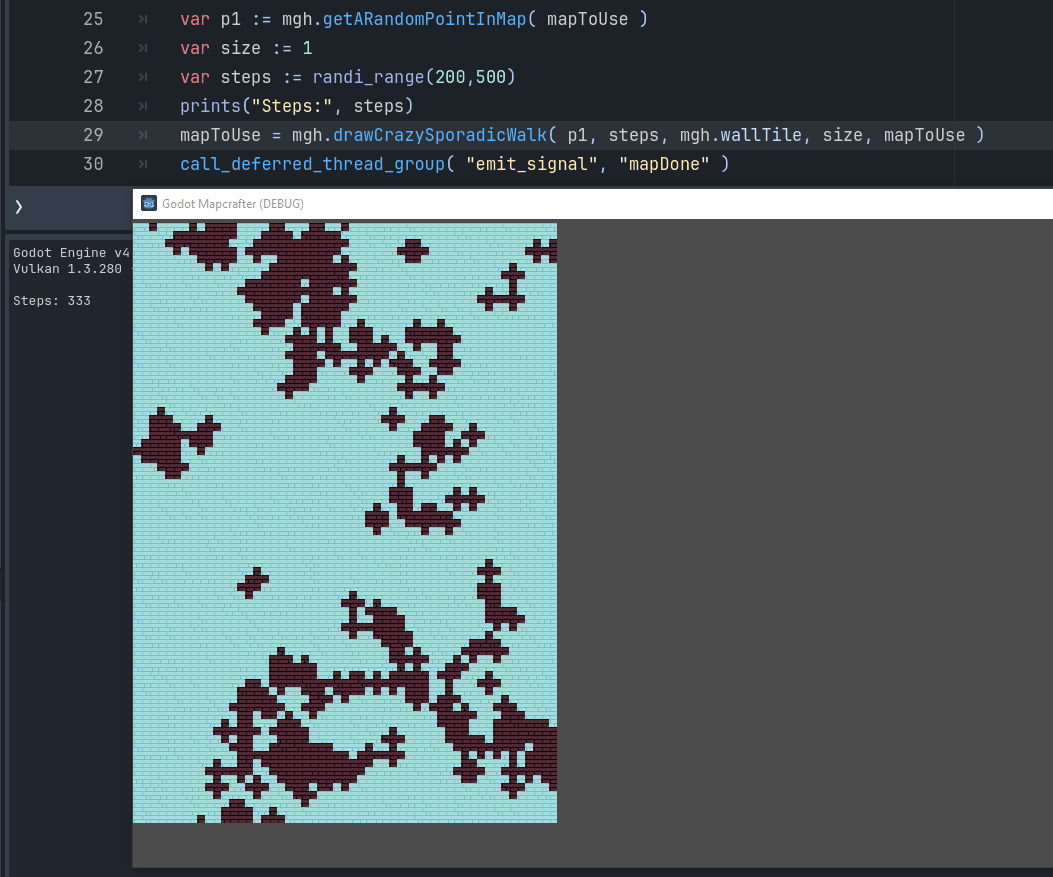 25 var p1 := mgh.getARandomPointInMap( mapToUse )
26 var size := 1
27 var steps := randi_range(200,500)
28 prints("Steps:", steps)
29 mapToUse = mgh.drawCrazySporadicWalk( p1, steps, mgh.wallTile, size, mapToUse )
30 call_deferred_thread_group( "emit_signal", "mapDone" )
Godot Mapcrafter (DEBUG)
Godot Engine v4
Vulkan 1.3.280
Steps: 333